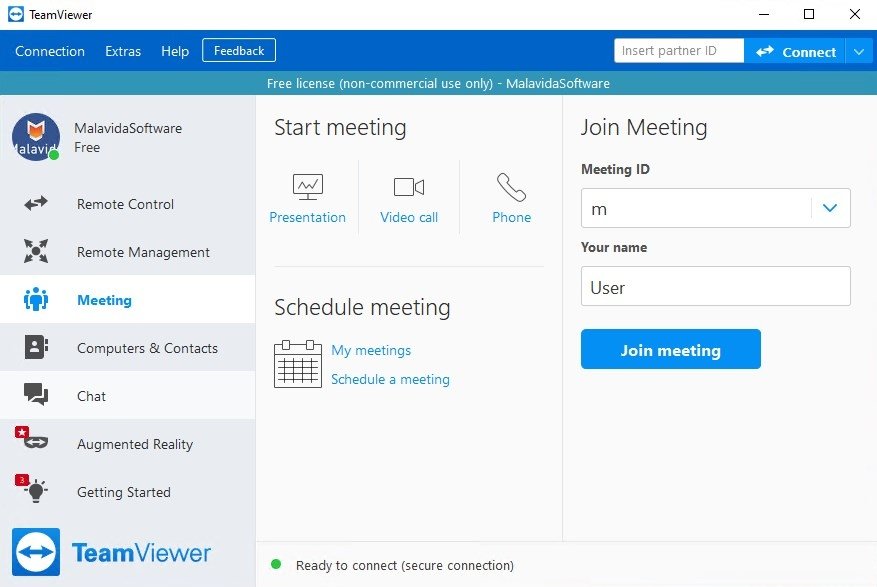 TeamViewer
Connection Extras Help Feedback Insert partner ID Connect
Free license (non-commercial use only) - MalavidaSoftware
Malavida
MalavidaSoftware
Free
Remote Control
Remote Management
Meeting
Computers & Contacts
Chat
Augmented Reality
3
Getting Started
TeamViewer
Start meeting
Presentation Video call Phone
Schedule meeting
My meetings
Schedule a meeting
Join Meeting
Meeting ID
m
Your name
User
Join meeting
Ready to connect (secure connection)